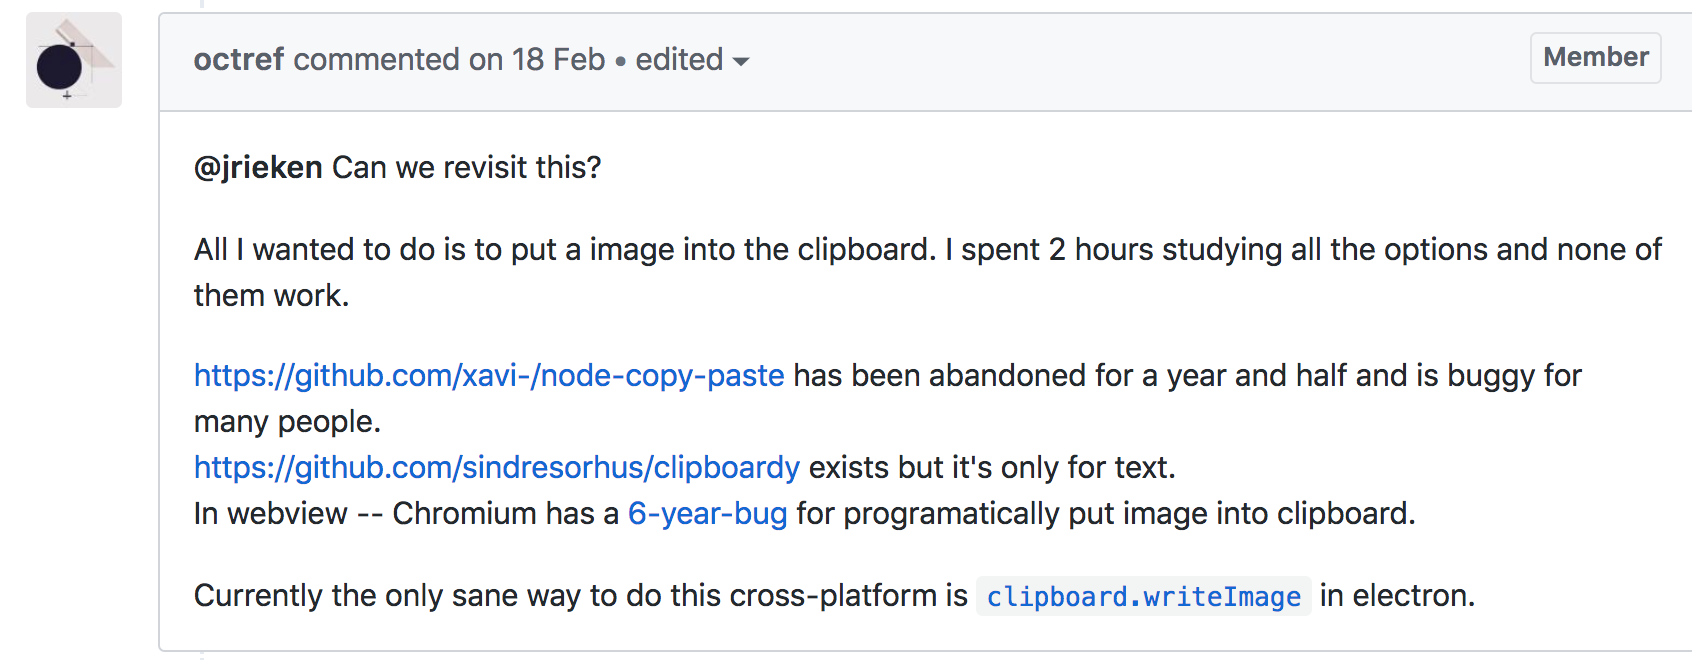 octref commented on 18 Feb • edited
Member
@jrieken Can we revisit this?
All I wanted to do is to put a image into the clipboard. I spent 2 hours studying all the options and none of
them work.
https://github.com/xavi-/node-copy-paste has been abandoned for a year and half and is buggy for
many people.
https://github.com/sindresorhus/clipboardy exists but it's only for text.
In webview -- Chromium has a 6-year-bug for programatically put image into clipboard.
Currently the only sane way to do this cross-platform is clipboard.writeImage in electron.